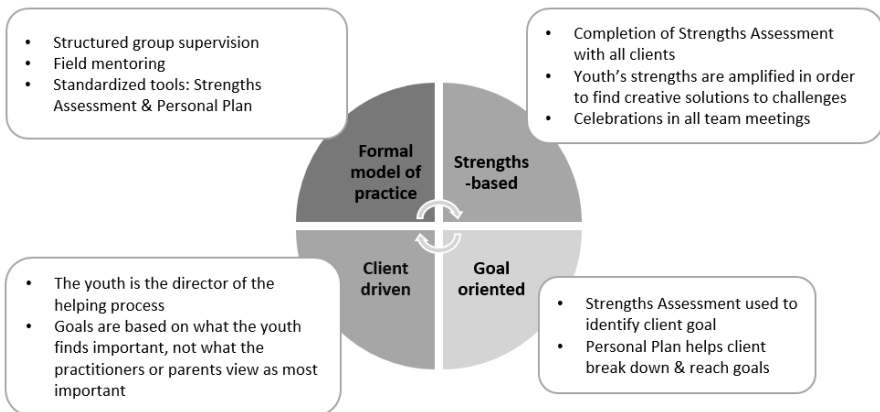 • Structured group supervision
• Field mentoring
• Standardized tools: Strengths
Assessment & Personal Plan
• Completion of Strengths Assessment
with all clients
• Youth's strengths are amplified in order
to find creative solutions to challenges
• Celebrations in all team meetings
Formal
model of
practice
Strengths
-based
Client
driven
Goal
oriented
• The youth is the director of the
helping process
• Goals are based on what the youth
finds important, not what the
practitioners or parents view as most
important
• Strengths Assessment used to
identify client goal
• Personal Plan helps client
break down & reach goals